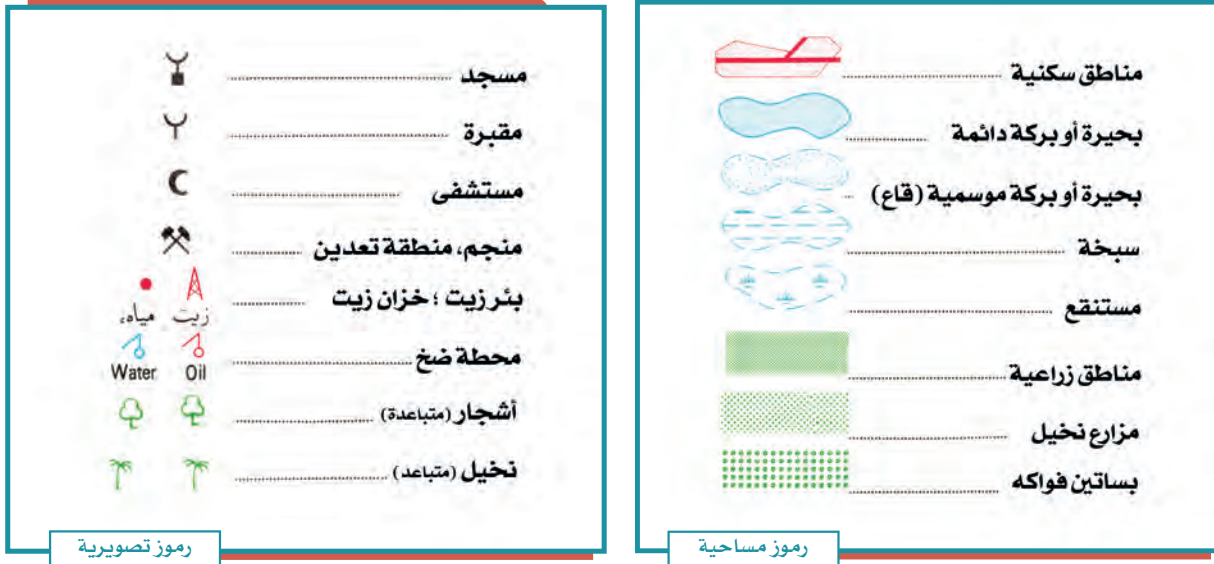 مناطق سكنية
بحيرة أو بركة دائمة
بحيرة أو بركة موسمية (قاع)
سبخة
مستنقع
مناطق زراعية
مزارع نخيل
بساتين فواكه
رموز مساحية
مسجد
مقبرة
مستشفى
منجم، منطقة تعدين
بئر زيت ؛ خزان زيت
زيت مياه
محطة ضخ
Water Oil
أشجار (متباعدة)
نخيل (متباعد)
رموز تصويرية